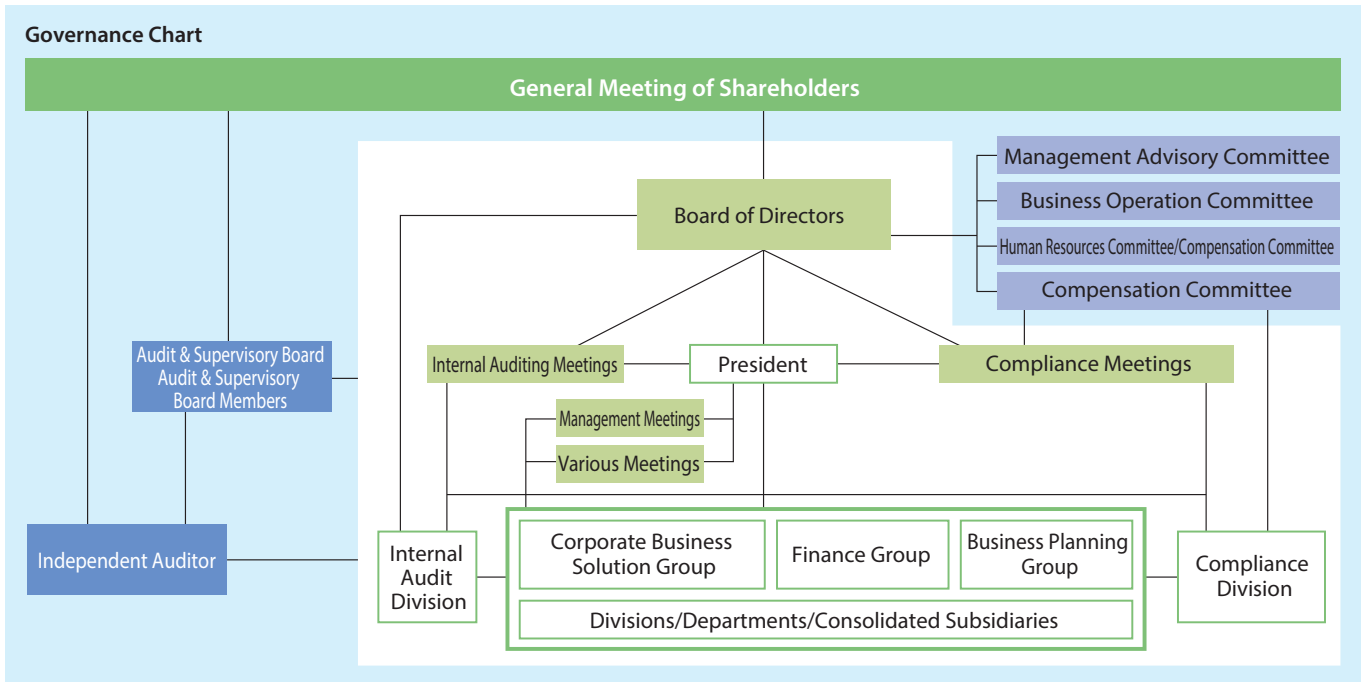 Governance Chart
General Meeting of Shareholders
Management Advisory Committee
Board of Directors
Business Operation Committee
Human Resources Committee/Compensation Committee
Compensation Committee
Audit & Supervisory Board
Audit & Supervisory
Board Members
Internal Auditing Meetings
President
Compliance Meetings
Management Meetings
Various Meetings
Independent Auditor
Internal
Audit
Division
Corporate Business
Solution Group
Finance Group
Business Planning
Group
Compliance
Division
Divisions/Departments/Consolidated Subsidiaries